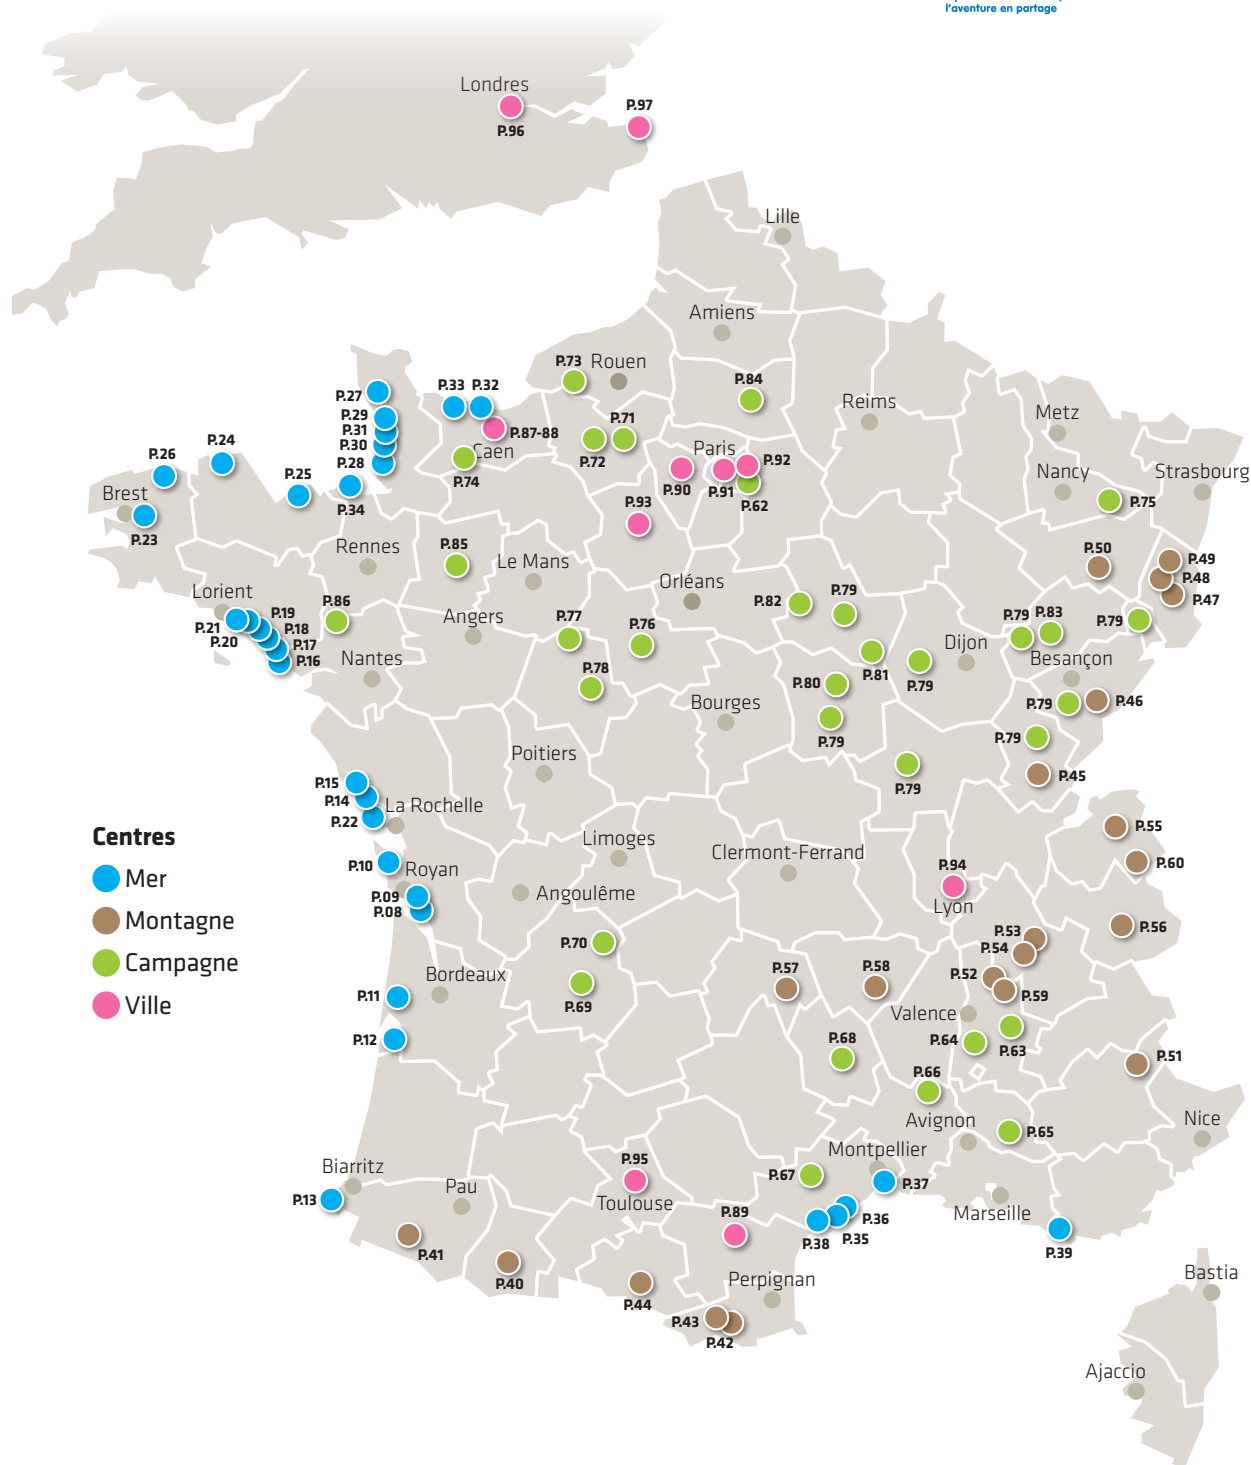 l'aventure en partage
Londres
P.96
P.97
Lille
Amiens
P.73
Rouen
P.84
P.27
P.33
P.32
P.29
P.31
P.30
P.28
P.87-88
Caen
P.74
P.71
P.72
Reims
Metz
P.26
P.24
P.25
P.34
Paris
P.92
P.90
P.91
P.62
Nancy
Strasbourg
P.75
Brest
P.23
P.93
Rennes
P.85
Le Mans
Orléans
P.50
P.49
P.48
P.47
Lorient
P.21
P.20
P.19
P.18
P.17
P.16
P.86
Angers
P.77
P.76
P.82
P.79
P.79
P.83
P.79
Nantes
P.78
P.81
P.79
Dijon
Besançon
P.80
P.79
Bourges
P.79
P.46
P.79
P.45
Poitiers
P.79
P.15
P.14
P.22
La Rochelle
Limoges
Clermont-Ferrand
P.55
P.60
Centres
Mer
Montagne
Campagne
Ville
P.10
Royan
P.09
P.08
Angoulême
P.94
Lyon
P.56
P.70
P.69
P.53
P.54
P.52
P.59
Bordeaux
P.11
P.12
P.57
P.58
Valence
P.64
P.63
P.68
P.51
P.66
Avignon
P.65
Nice
Montpellier
P.67
P.37
Biarritz
P.13
Pau
P.95
Toulouse
P.89
P.36
P.35
P.38
Marseille
P.39
P.41
P.40
P.44
Perpignan
P.43
P.42
Bastia
Ajaccio